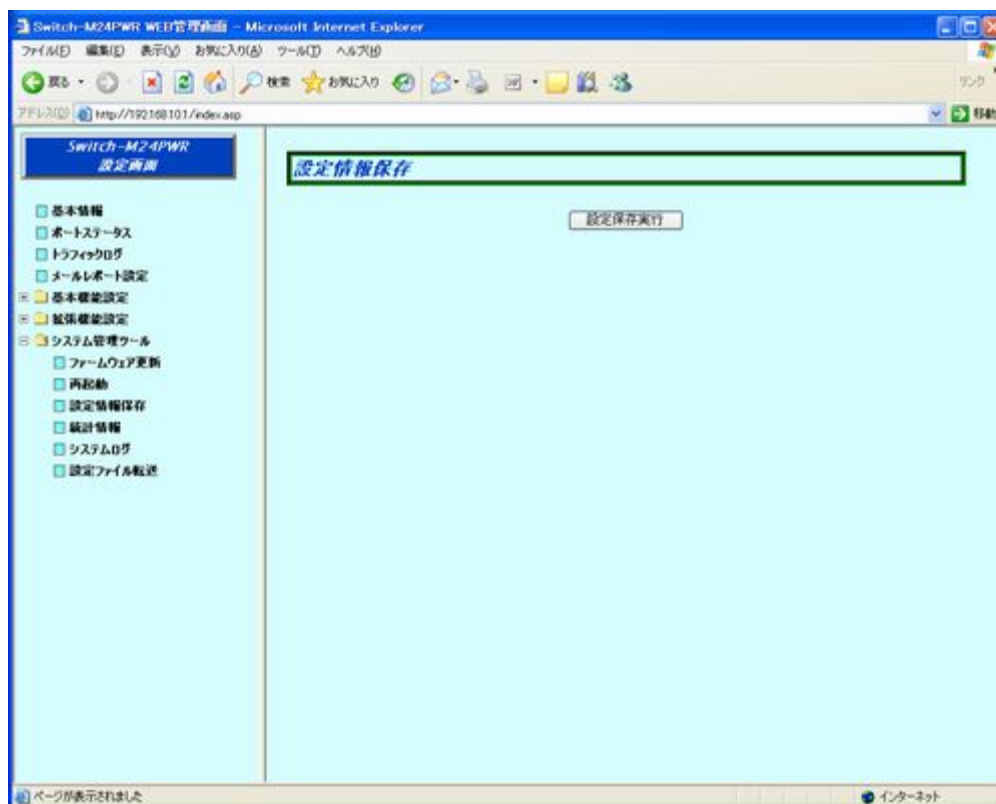 Switch-M24PWR WEB管理画面 - Microsoft Internet Explorer
ファイル(F) 編集(E) 表示(V) お気に入り(A) ツール(T) ヘルプ(H)
戻る 検索 お気に入り リンク
アドレス(D) http://192.168.10.1/index.asp 移動
Switch-M24PWR
設定画面
設定情報保存
設定保存実行
基本情報
ポートステータス
トラフィックログ
メールレポート設定
基本機能設定
拡張機能設定
システム管理ツール
ファームウェア更新
再起動
設定情報保存
統計情報
システムログ
設定ファイル転送
ページが表示されました インターネット